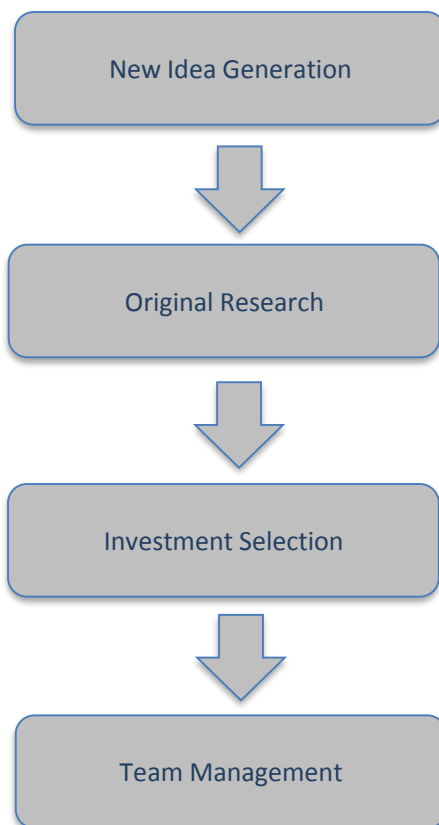 New Idea Generation
Original Research
Investment Selection
Team Management